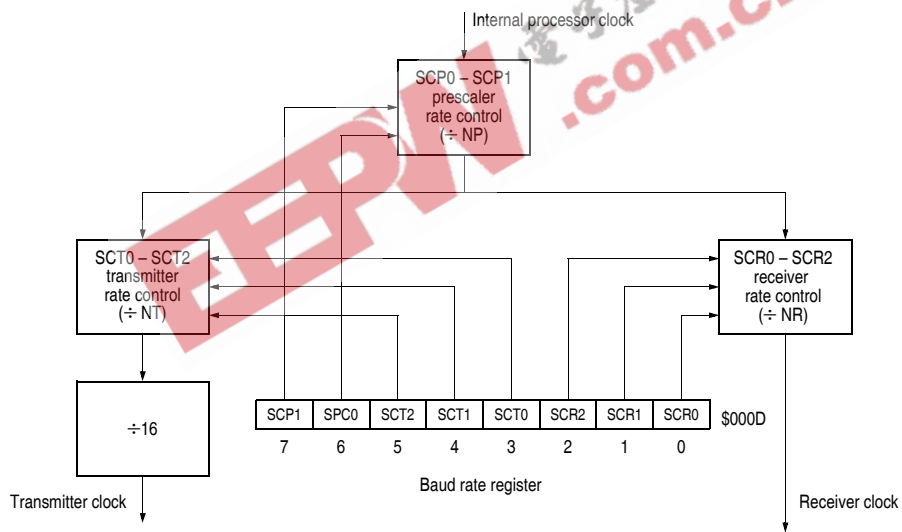 Internal processor clock
SCP0 – SCP1
prescaler
rate control
(÷ NP)
SCT0 – SCT2
transmitter
rate control
(÷ NT)
SCR0 – SCR2
receiver
rate control
(÷ NR)
÷16
SCP1 SPC0 SCT2 SCT1 SCT0 SCR2 SCR1 SCR0 $000D
7 6 5 4 3 2 1 0
Baud rate register
Transmitter clock
Receiver clock
EEPW
.com.c